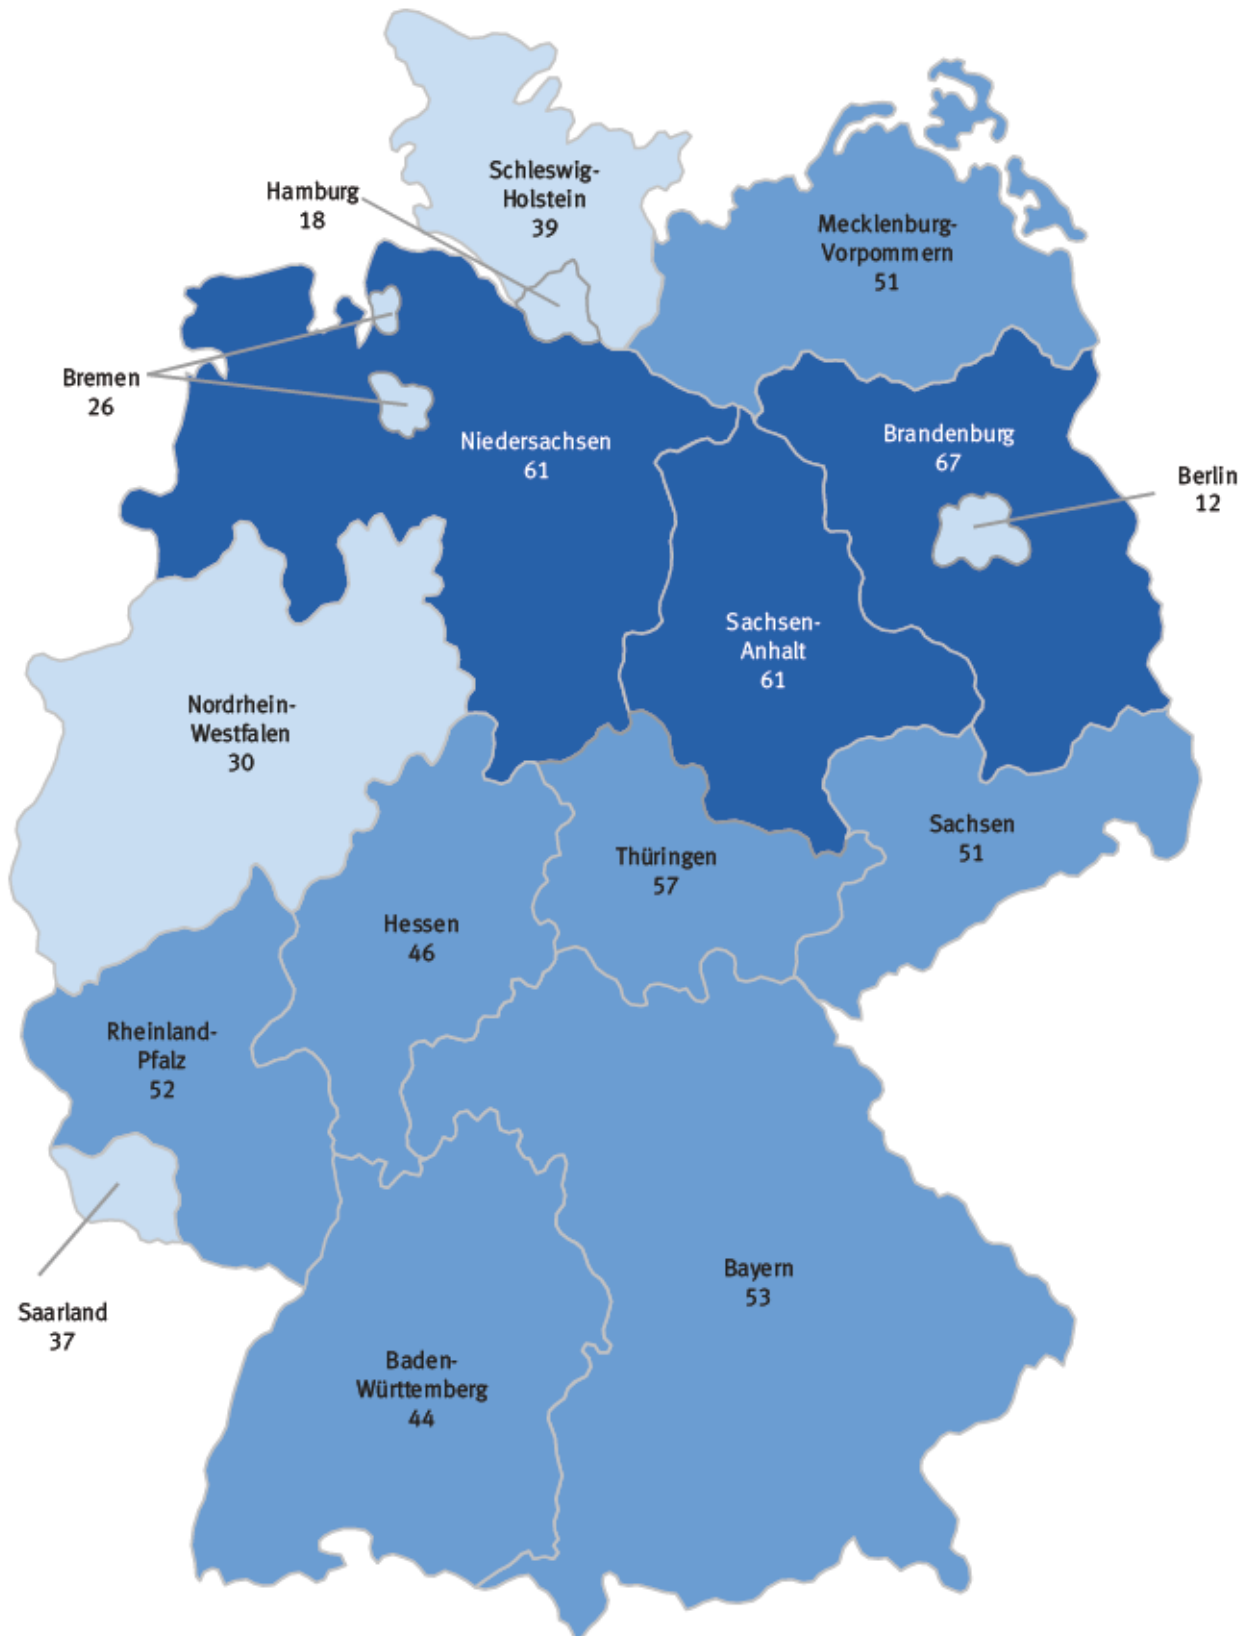 Schleswig-
Holstein
39
Hamburg
18
Mecklenburg-
Vorpommern
51
Bremen
26
Niedersachsen
61
Brandenburg
67
Berlin
12
Sachsen-
Anhalt
61
Nordrhein-
Westfalen
30
Sachsen
51
Thüringen
57
Hessen
46
Rheinland-
Pfalz
52
Saarland
37
Bayern
53
Baden-
Württemberg
44